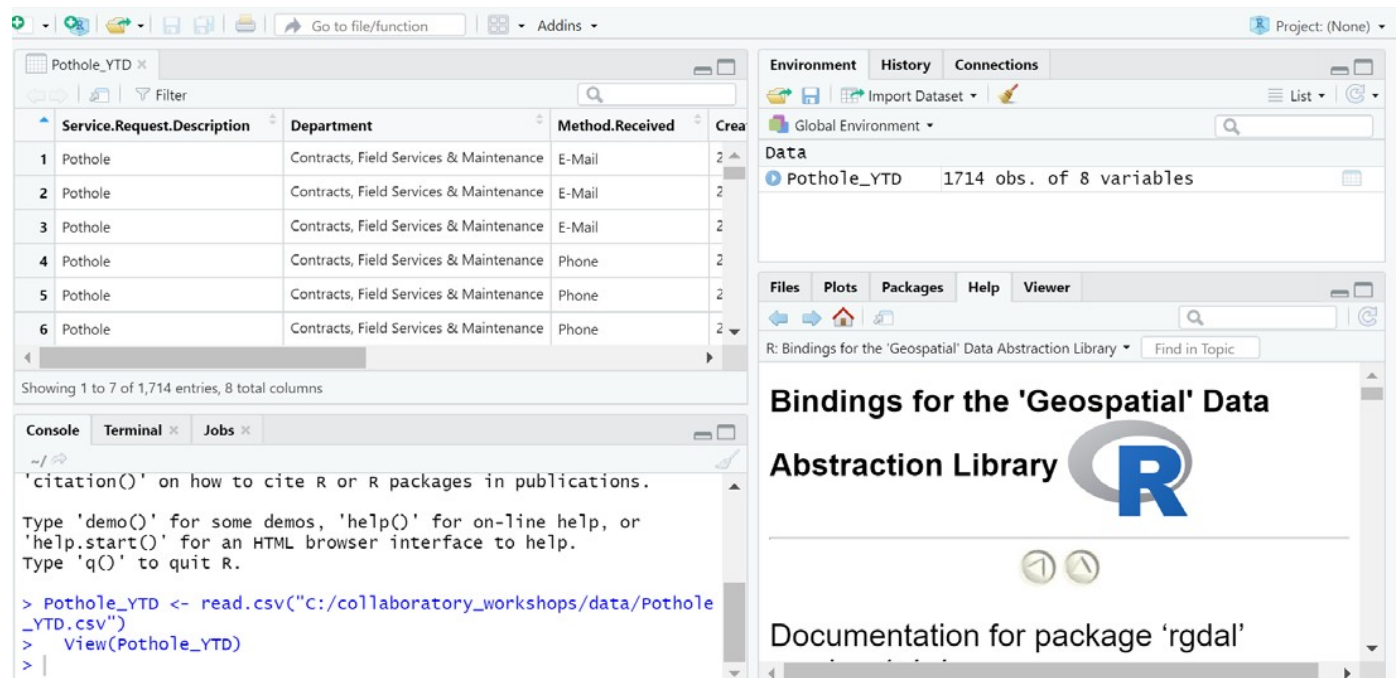 Go to file/function
Addins
Project: (None)
Pothole_YTD
Filter
Service.Request.Description Department Method.Received Crea
1 Pothole Contracts, Field Services & Maintenance E-Mail 2
2 Pothole Contracts, Field Services & Maintenance E-Mail 2
3 Pothole Contracts, Field Services & Maintenance E-Mail 2
4 Pothole Contracts, Field Services & Maintenance Phone 2
5 Pothole Contracts, Field Services & Maintenance Phone 2
6 Pothole Contracts, Field Services & Maintenance Phone 2
Showing 1 to 7 of 1,714 entries, 8 total columns
Console Terminal Jobs
~/
'citation()' on how to cite R or R packages in publications.
Type 'demo()' for some demos, 'help()' for on-line help, or
'help.start()' for an HTML browser interface to help.
Type 'q()' to quit R.
> Pothole_YTD <- read.csv("C:/collaboratory_workshops/data/Pothole
_YTD.csv")
> View(Pothole_YTD)
>
Environment History Connections
Import Dataset List
Global Environment
Data
Pothole_YTD 1714 obs. of 8 variables
Files Plots Packages Help Viewer
R: Bindings for the 'Geospatial' Data Abstraction Library Find in Topic
Bindings for the 'Geospatial' Data
Abstraction Library R
Documentation for package ‘rgdal’